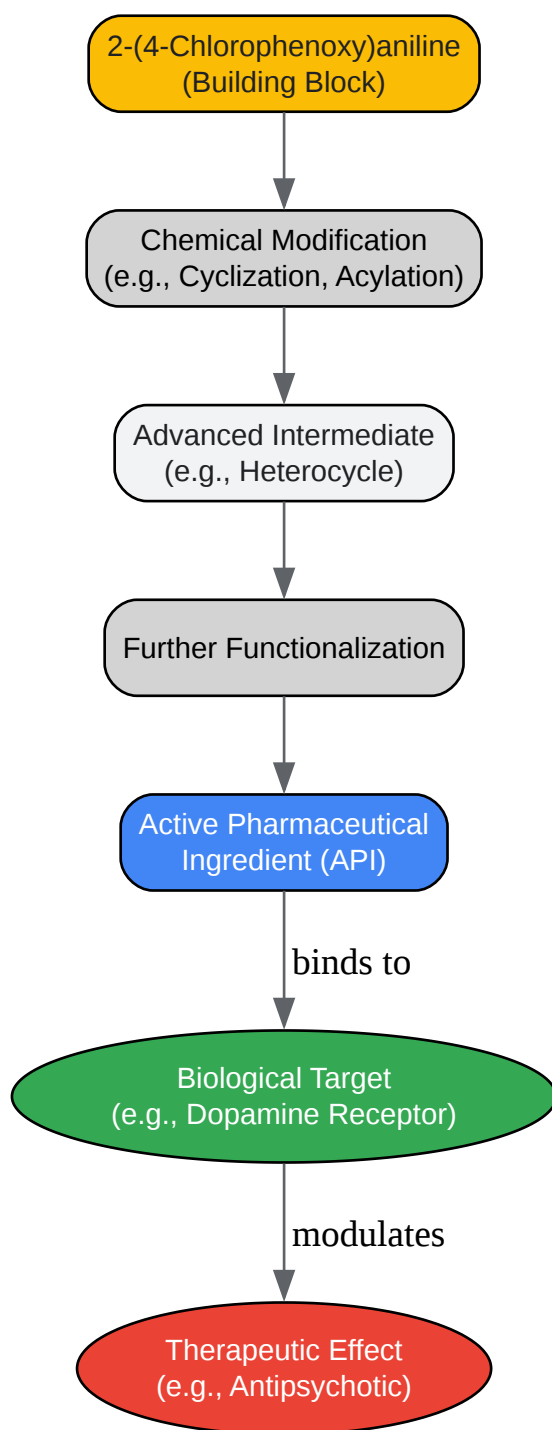 2-(4-Chlorophenoxy)aniline
(Building Block)
Chemical Modification
(e.g., Cyclization, Acylation)
Advanced Intermediate
(e.g., Heterocycle)
Further Functionalization
Active Pharmaceutical
Ingredient (API)
binds to
Biological Target
(e.g., Dopamine Receptor)
modulates
Therapeutic Effect
(e.g., Antipsychotic)